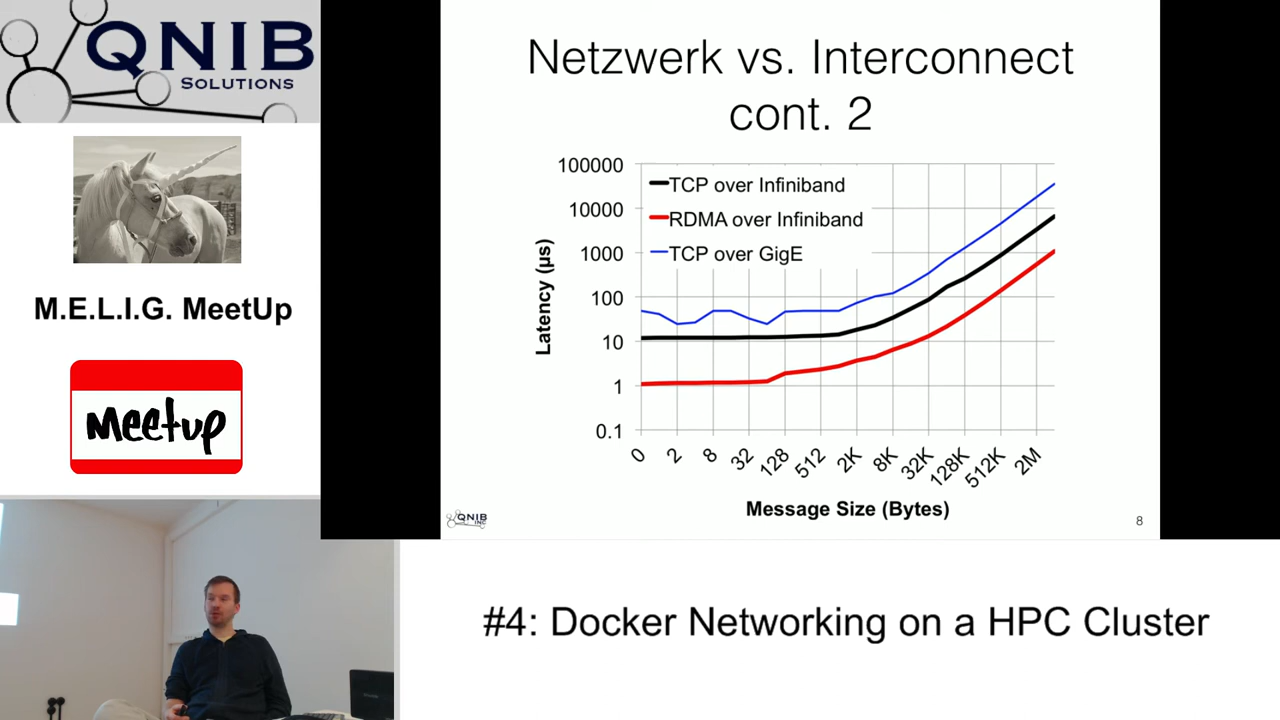 QNIB
SOLUTIONS
M.E.L.I.G. MeetUp
Meetup
Netzwerk vs. Interconnect
cont. 2
100000
10000
1000
100
10
1
0.1
Latency (µs)
TCP over Infiniband
RDMA over Infiniband
TCP over GigE
0
2
8
32
128
512
2K
8K
32K
128K
512K
2M
Message Size (Bytes)
QNIB
INC
8
#4: Docker Networking on a HPC Cluster